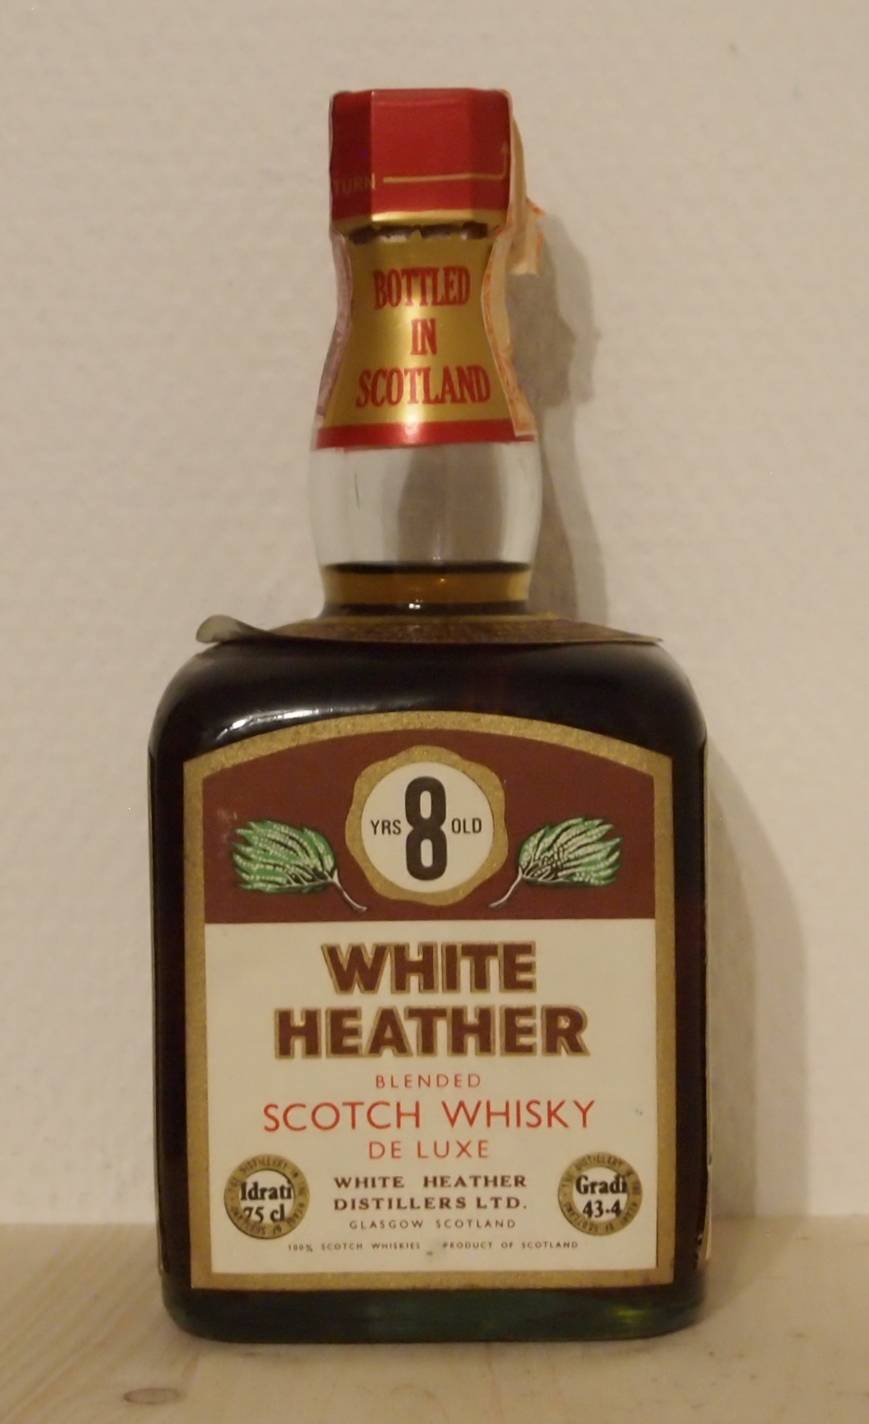 TURN
BOTTLED
IN
SCOTLAND
YRS 8 OLD
WHITE
HEATHER
BLENDED
SCOTCH WHISKY
DE LUXE
WHITE HEATHER
DISTILLERS LTD.
GLASGOW SCOTLAND
100% SCOTCH WHISKIES PRODUCT OF SCOTLAND
Idrati
75 cl
Gradi
43·4